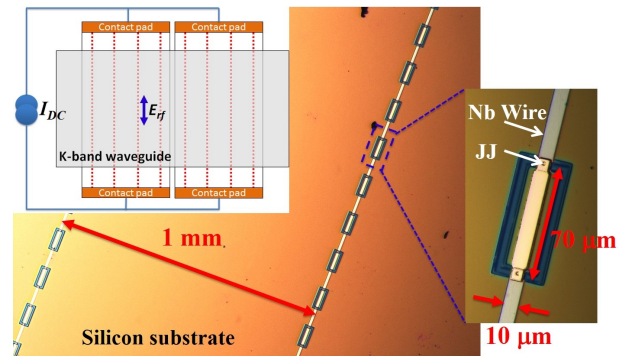 Contact pad Contact pad
I_DC
E_rf
K-band waveguide
Contact pad Contact pad
Nb Wire
JJ
1 mm
70 μm
10 μm
Silicon substrate